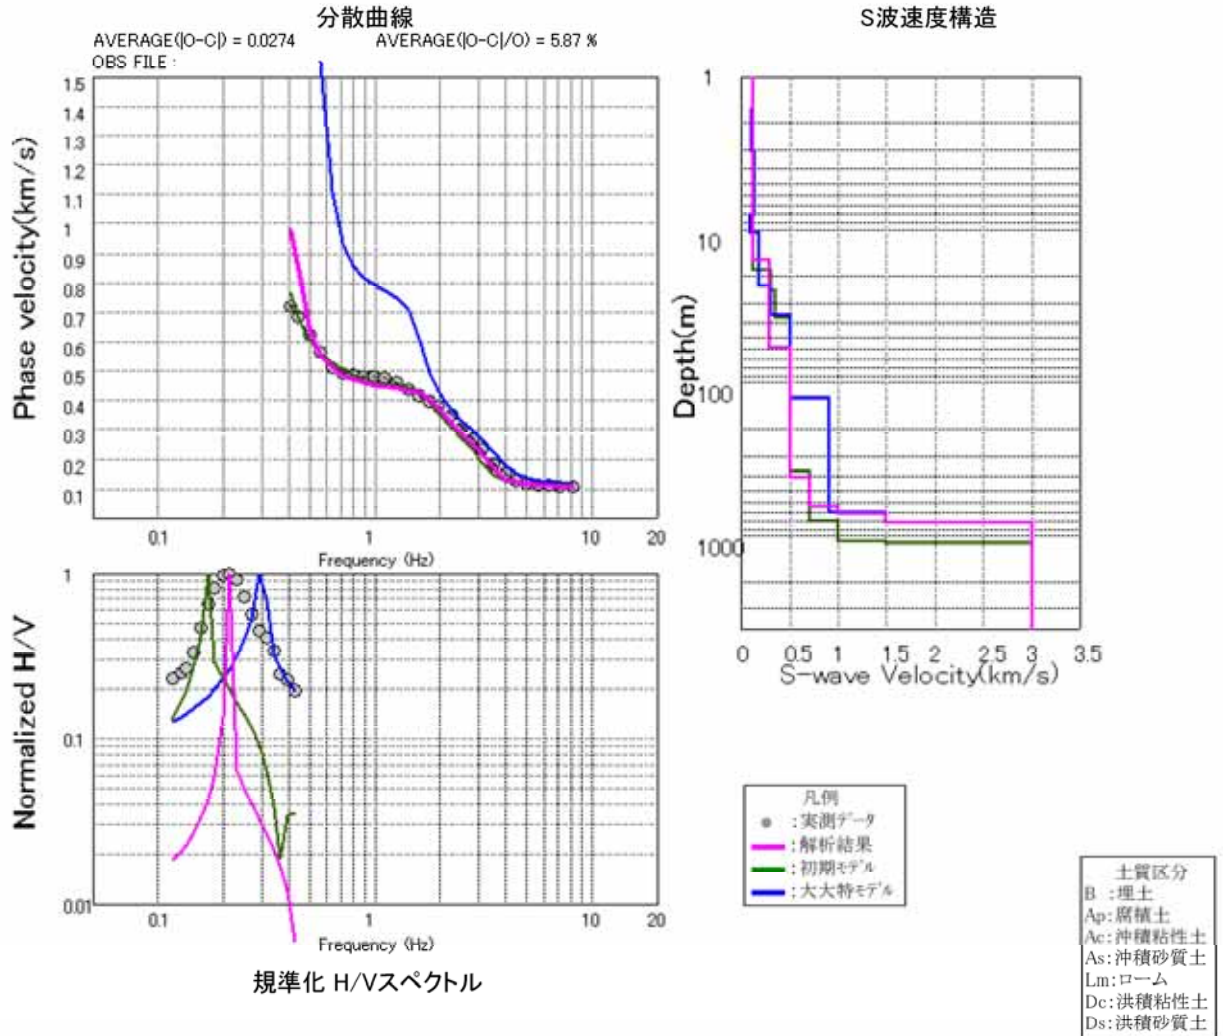 分散曲線
AVERAGE(|O-C|) = 0.0274 AVERAGE(|O-C|/O) = 5.87 %
OBS FILE :
1.5
1.4
1.3
1.2
1.1
1
0.9
0.8
0.7
0.6
0.5
0.4
0.3
0.2
0.1
Phase velocity(km/s)
0.1 1 10 20
Frequency (Hz)
1
0.1
0.01
Normalized H/V
0.1 1 10 20
Frequency (Hz)
規準化 H/Vスペクトル
S波速度構造
1
10
100
1000
Depth(m)
0 0.5 1 1.5 2 2.5 3 3.5
S-wave Velocity(km/s)
凡例
:実測データ
:解析結果
:初期モデル
:大大特モデル
土質区分
B :埋土
Ap:腐植土
Ac:沖積粘性土
As:沖積砂質土
Lm:ローム
Dc:洪積粘性土
Ds:洪積砂質土